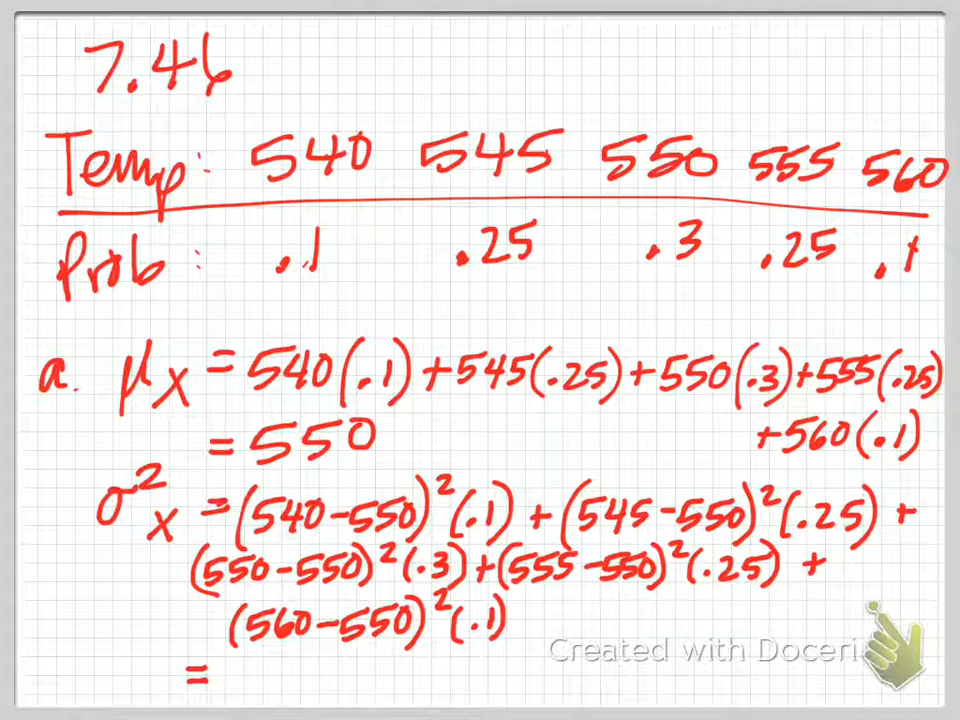 7.46
Temp: 540 545 550 555 560
Prob: .1 .25 .3 .25 .1
a. μx = 540(.1) + 545(.25) + 550(.3) + 555(.25)
+ 560(.1)
= 550
σ²x = (540 - 550)²(.1) + (545 - 550)²(.25) +
(550 - 550)²(.3) + (555 - 550)²(.25) +
(560 - 550)²(.1)
Created with Doceri
=